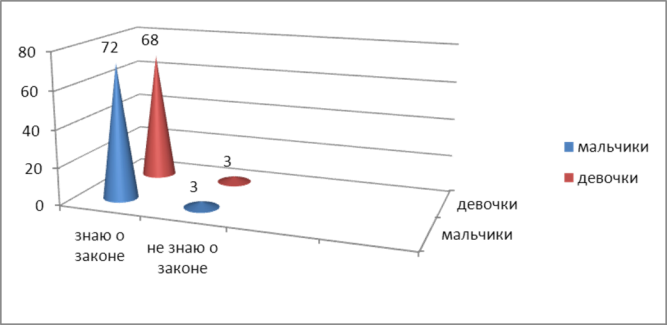 80
60
40
20
0
72
68
3
3
знаю о
законе
не знаю о
законе
девочки
мальчики
мальчики
девочки